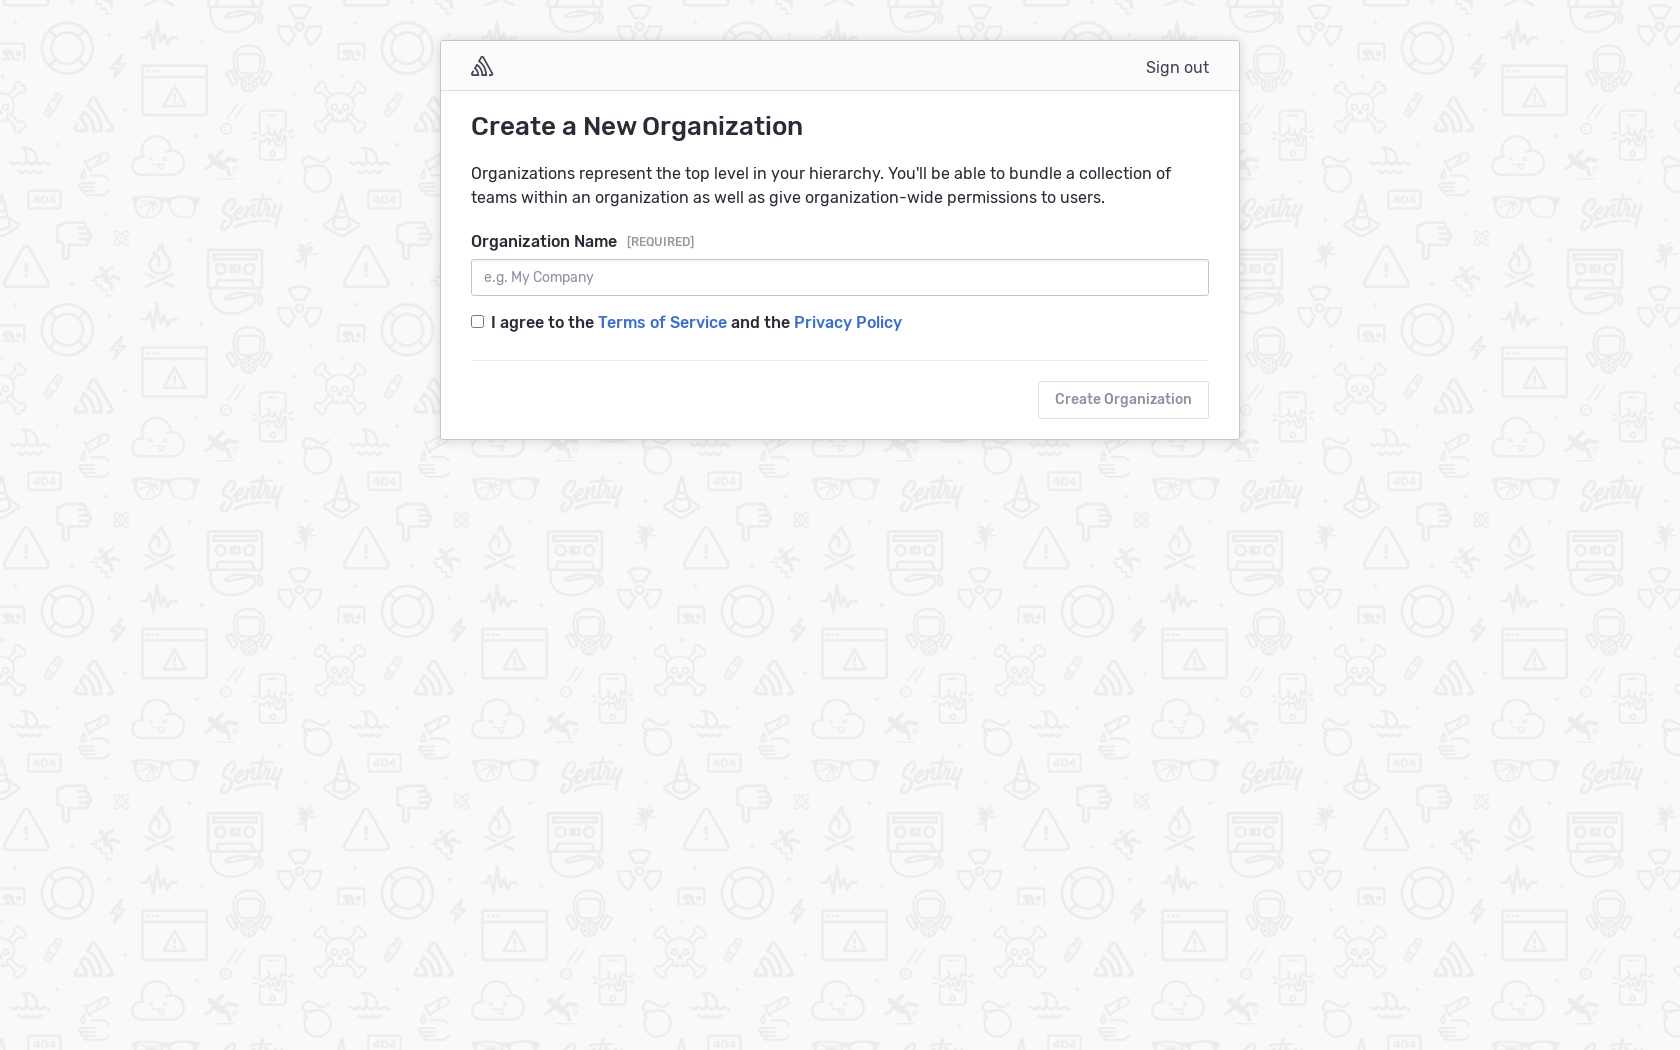 Sign out
Create a New Organization
Organizations represent the top level in your hierarchy. You'll be able to bundle a collection of
teams within an organization as well as give organization-wide permissions to users.
Organization Name [REQUIRED]
e.g. My Company
I agree to the Terms of Service and the Privacy Policy
Create Organization
404
Sentry